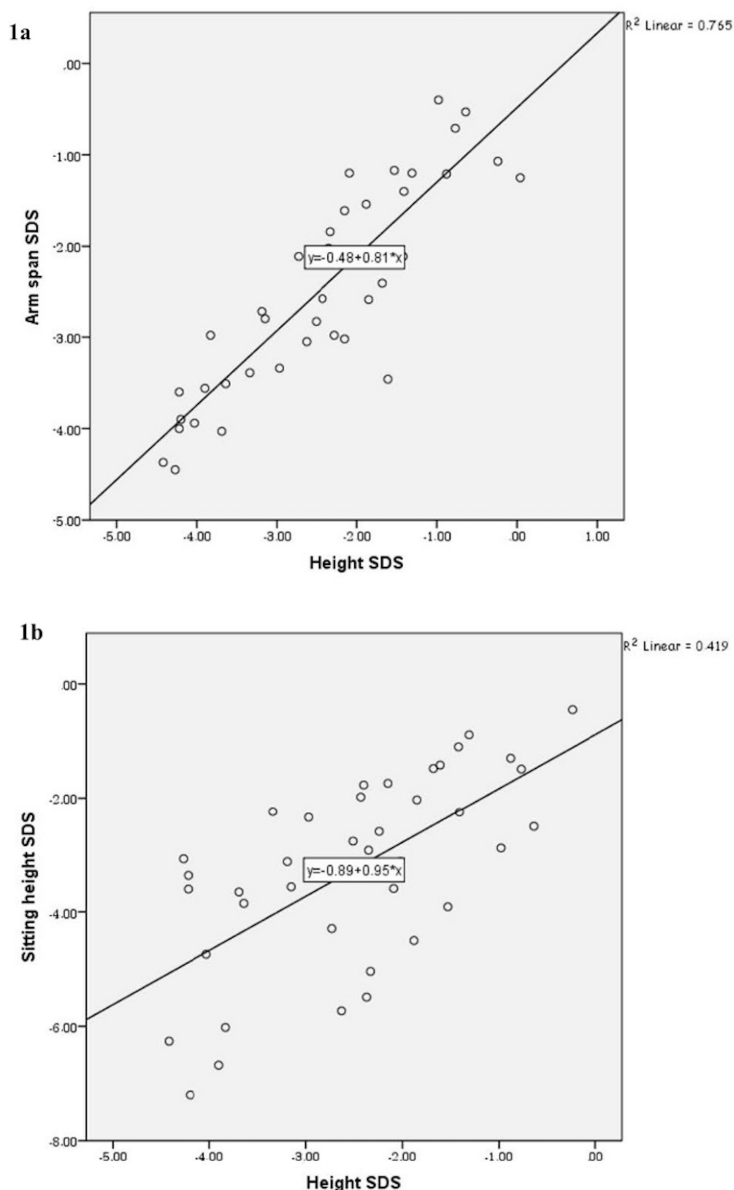 1a
R² Linear = 0.765
.00
-1.00
-2.00
-3.00
-4.00
-5.00
Arm span SDS
y=-0.48+0.81*x
-5.00 -4.00 -3.00 -2.00 -1.00 .00 1.00
Height SDS
1b
R² Linear = 0.419
.00
-2.00
-4.00
-6.00
-8.00
Sitting height SDS
y=-0.89+0.95*x
-5.00 -4.00 -3.00 -2.00 -1.00 .00
Height SDS